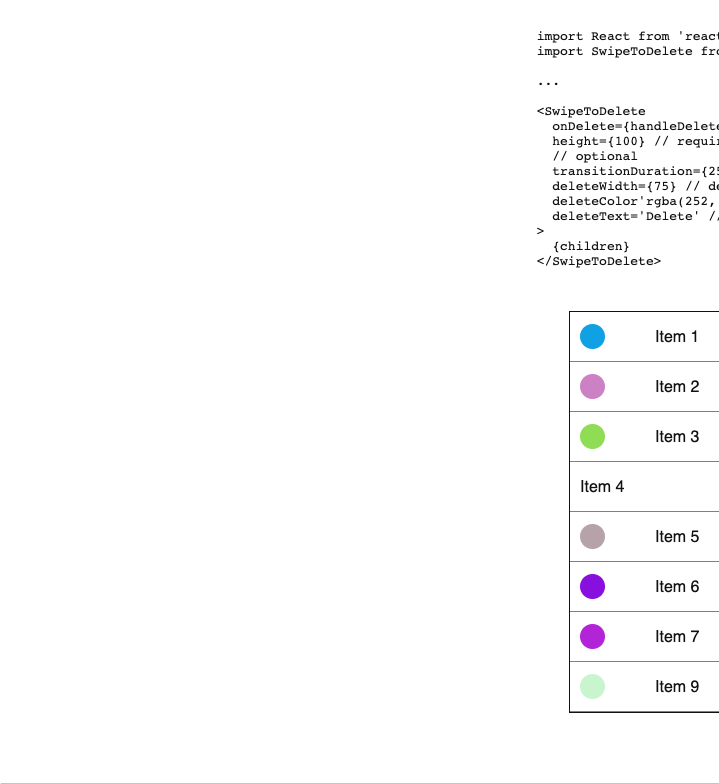 import React from 'react
import SwipeToDelete fro
...
<SwipeToDelete
onDelete={handleDelete
height={100} // requir
// optional
transitionDuration={25
deleteWidth={75} // de
deleteColor'rgba(252,
deleteText='Delete' //
>
{children}
</SwipeToDelete>
Item 1
Item 2
Item 3
Item 4
Item 5
Item 6
Item 7
Item 9